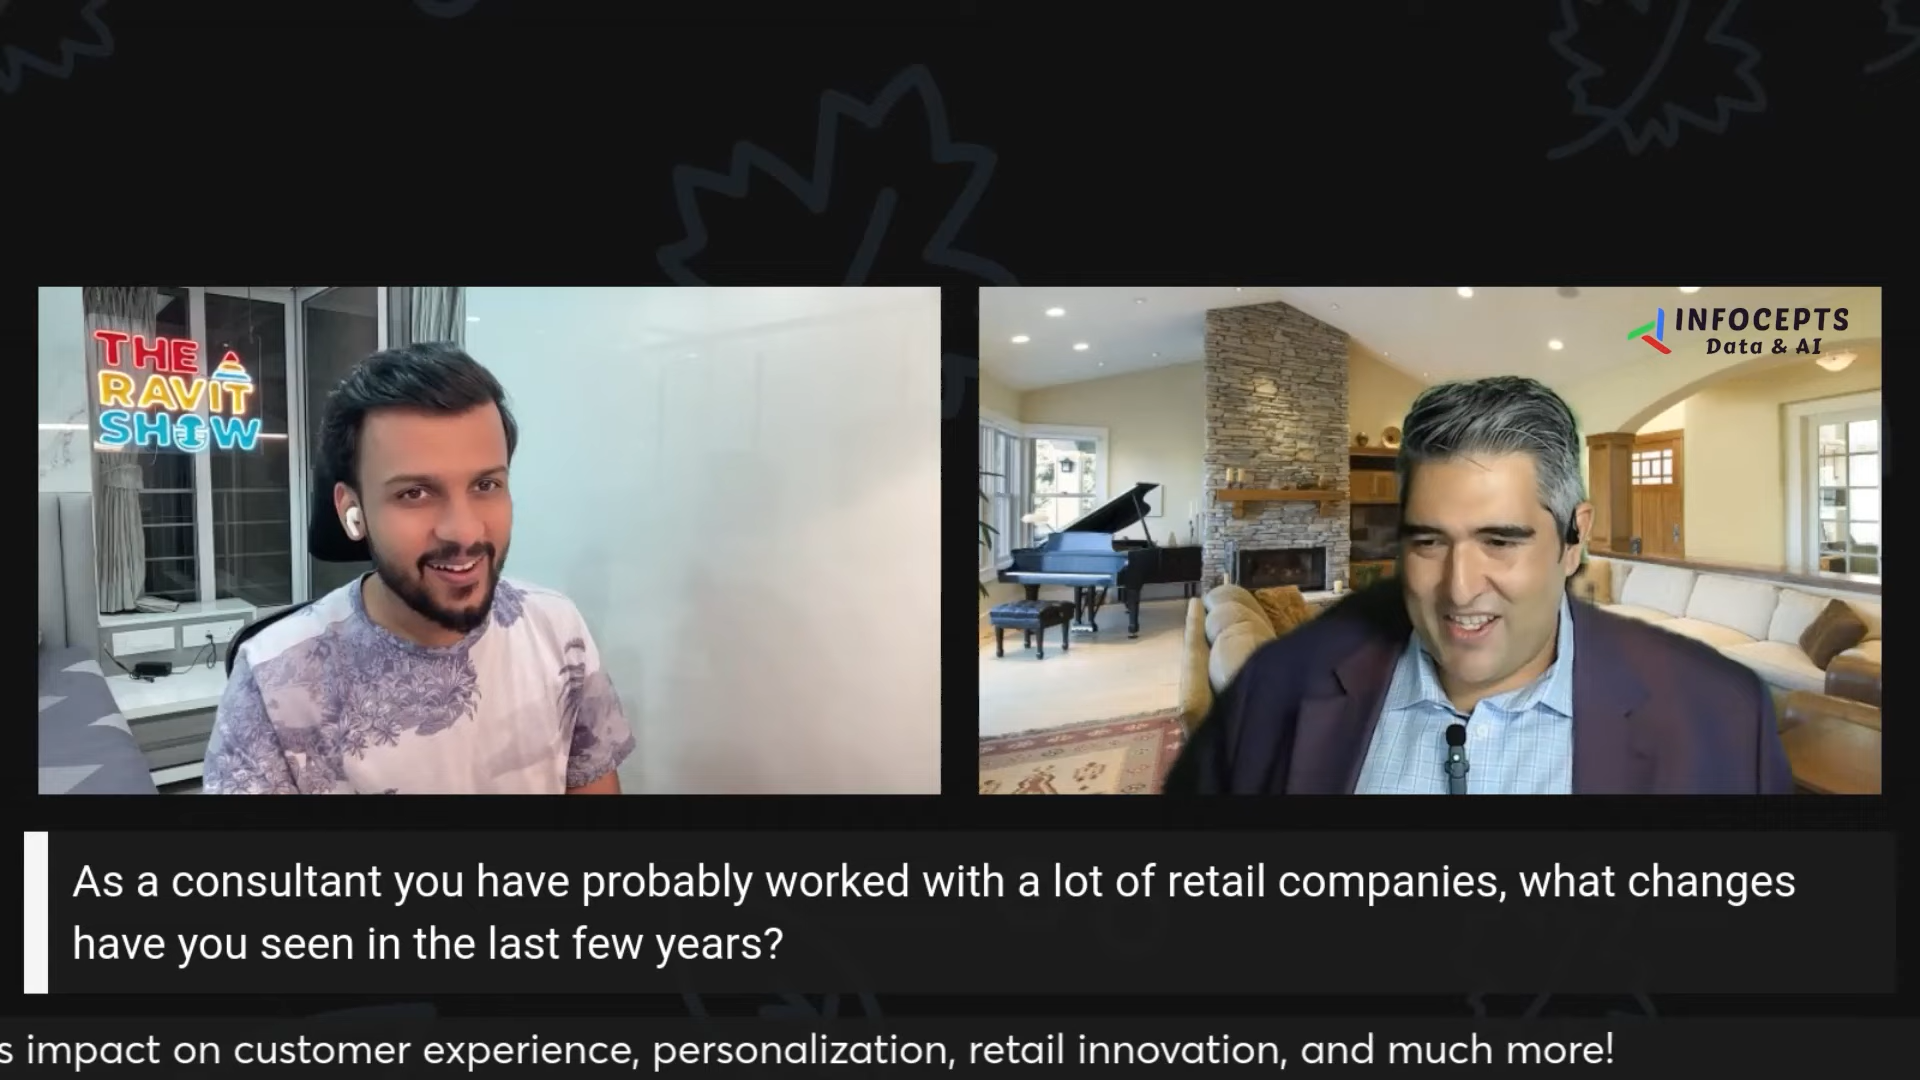 THE
RAVIT
SHOW
INFOCEPTS
Data & AI
As a consultant you have probably worked with a lot of retail companies, what changes
have you seen in the last few years?
s impact on customer experience, personalization, retail innovation, and much more!